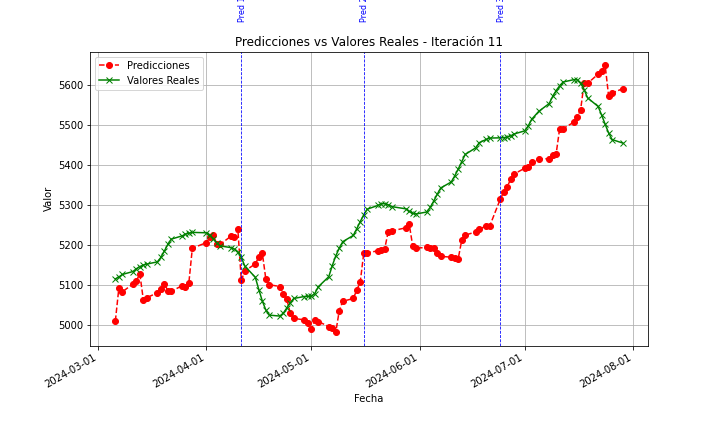 Pred 1
Pred 2
Pred 3
Predicciones vs Valores Reales - Iteración 11
Predicciones
Valores Reales
5600
5500
5400
5300
5200
5100
5000
Valor
2024-03-01
2024-04-01
2024-05-01
2024-06-01
2024-07-01
2024-08-01
Fecha